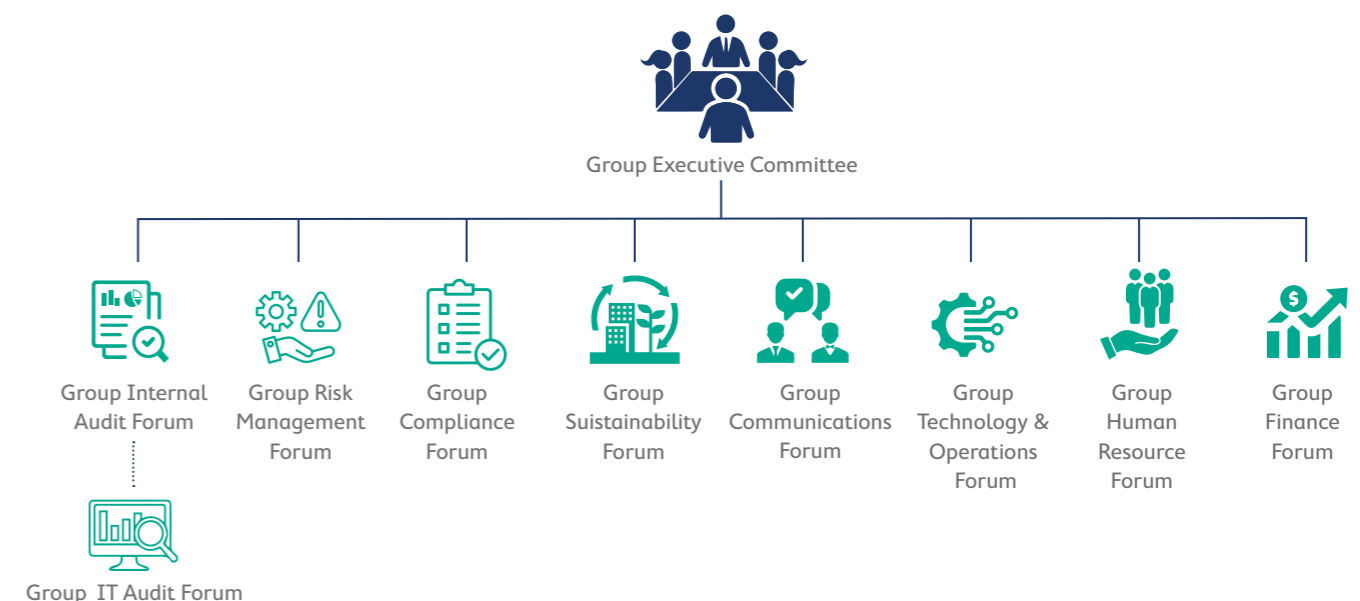 Group Executive Committee
Group Internal
Audit Forum
Group Risk
Management
Forum
Group
Compliance
Forum
Group
Suistainability
Forum
Group
Communications
Forum
Group
Technology &
Operations
Forum
Group
Human
Resource
Forum
Group
Finance
Forum
Group IT Audit Forum